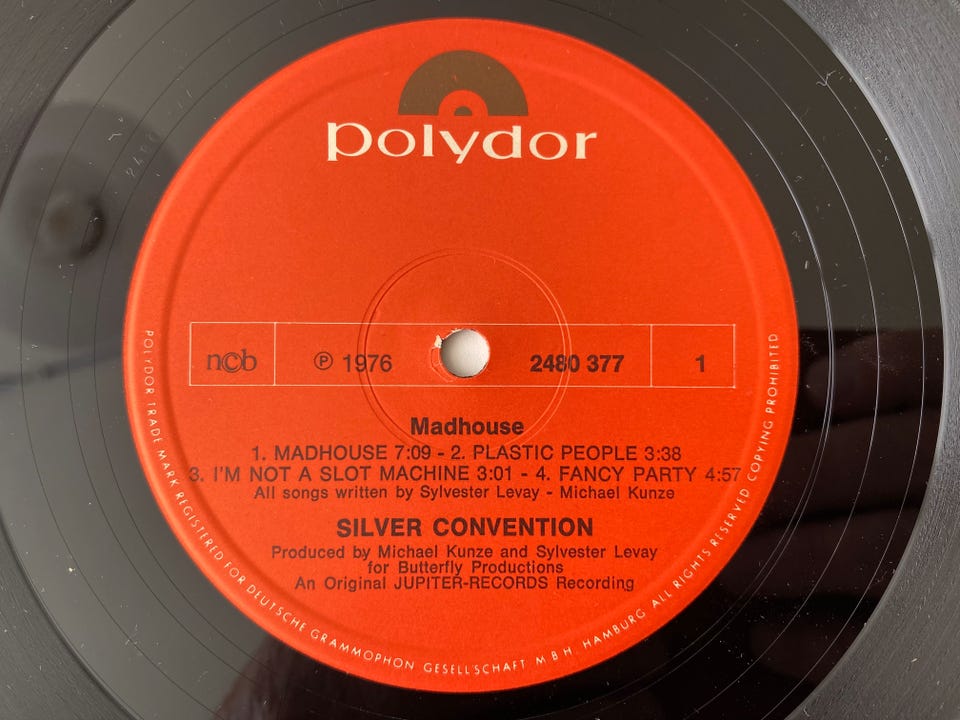 polydor
ncb
℗ 1976
2480 377
1
Madhouse
1. MADHOUSE 7:09 - 2. PLASTIC PEOPLE 3:38
3. I'M NOT A SLOT MACHINE 3:01 - 4. FANCY PARTY 4:57
All songs written by Sylvester Levay - Michael Kunze
SILVER CONVENTION
Produced by Michael Kunze and Sylvester Levay
for Butterfly Productions
An Original JUPITER-RECORDS Recording
POLYDOR TRADE MARK REGISTERED FOR DEUTSCHE GRAMMOPHON GESELLSCHAFT M B H. HAMBURG ALL RIGHTS RESERVED COPYING PROHIBITED